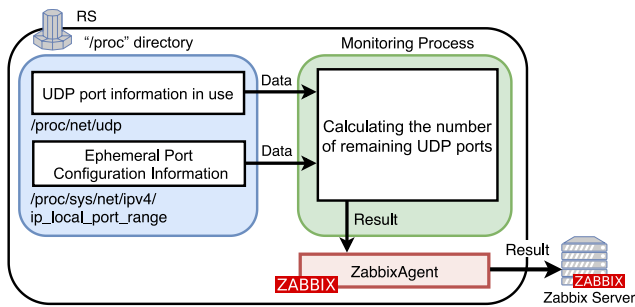 RS
“/proc” directory
Monitoring Process
UDP port information in use
Data
/proc/net/udp
Calculating the number
of remaining UDP ports
Ephemeral Port
Configuration Information
Data
/proc/sys/net/ipv4/
ip_local_port_range
Result
ZabbixAgent
ZABBIX
Result
ZABBIX
Zabbix Server